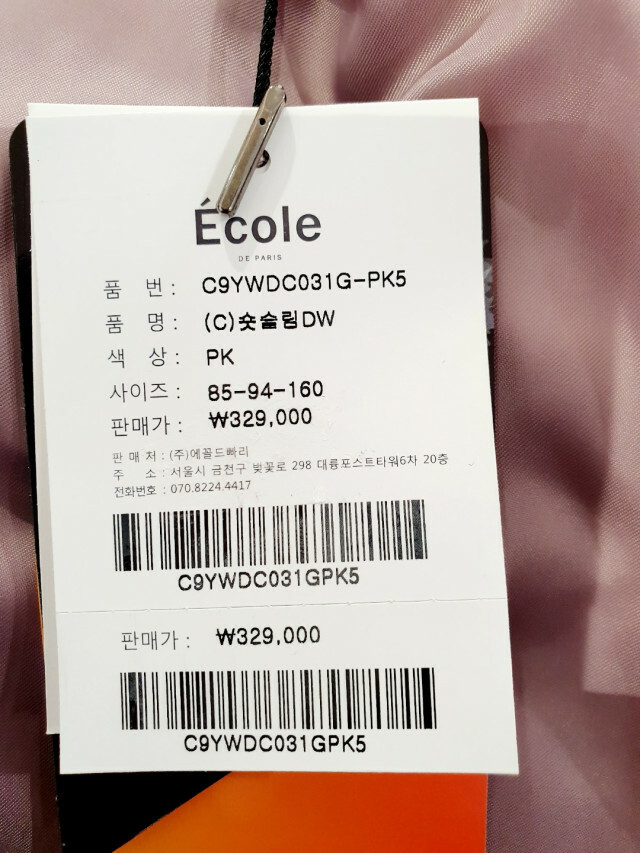 École
DE PARIS
품 번 : C9YWDC031G-PK5
품 명 : (C)숏슬림DW
색 상 : PK
사이즈 : 85-94-160
판매가 : ₩329,000
판 매 처 : (주)에꼴드빠리
주 소 : 서울시 금천구 벚꽃로 298 대륭포스트타워6차 20층
전화번호 : 070.8224.4417
C9YWDC031GPK5
판매가 : ₩329,000
C9YWDC031GPK5